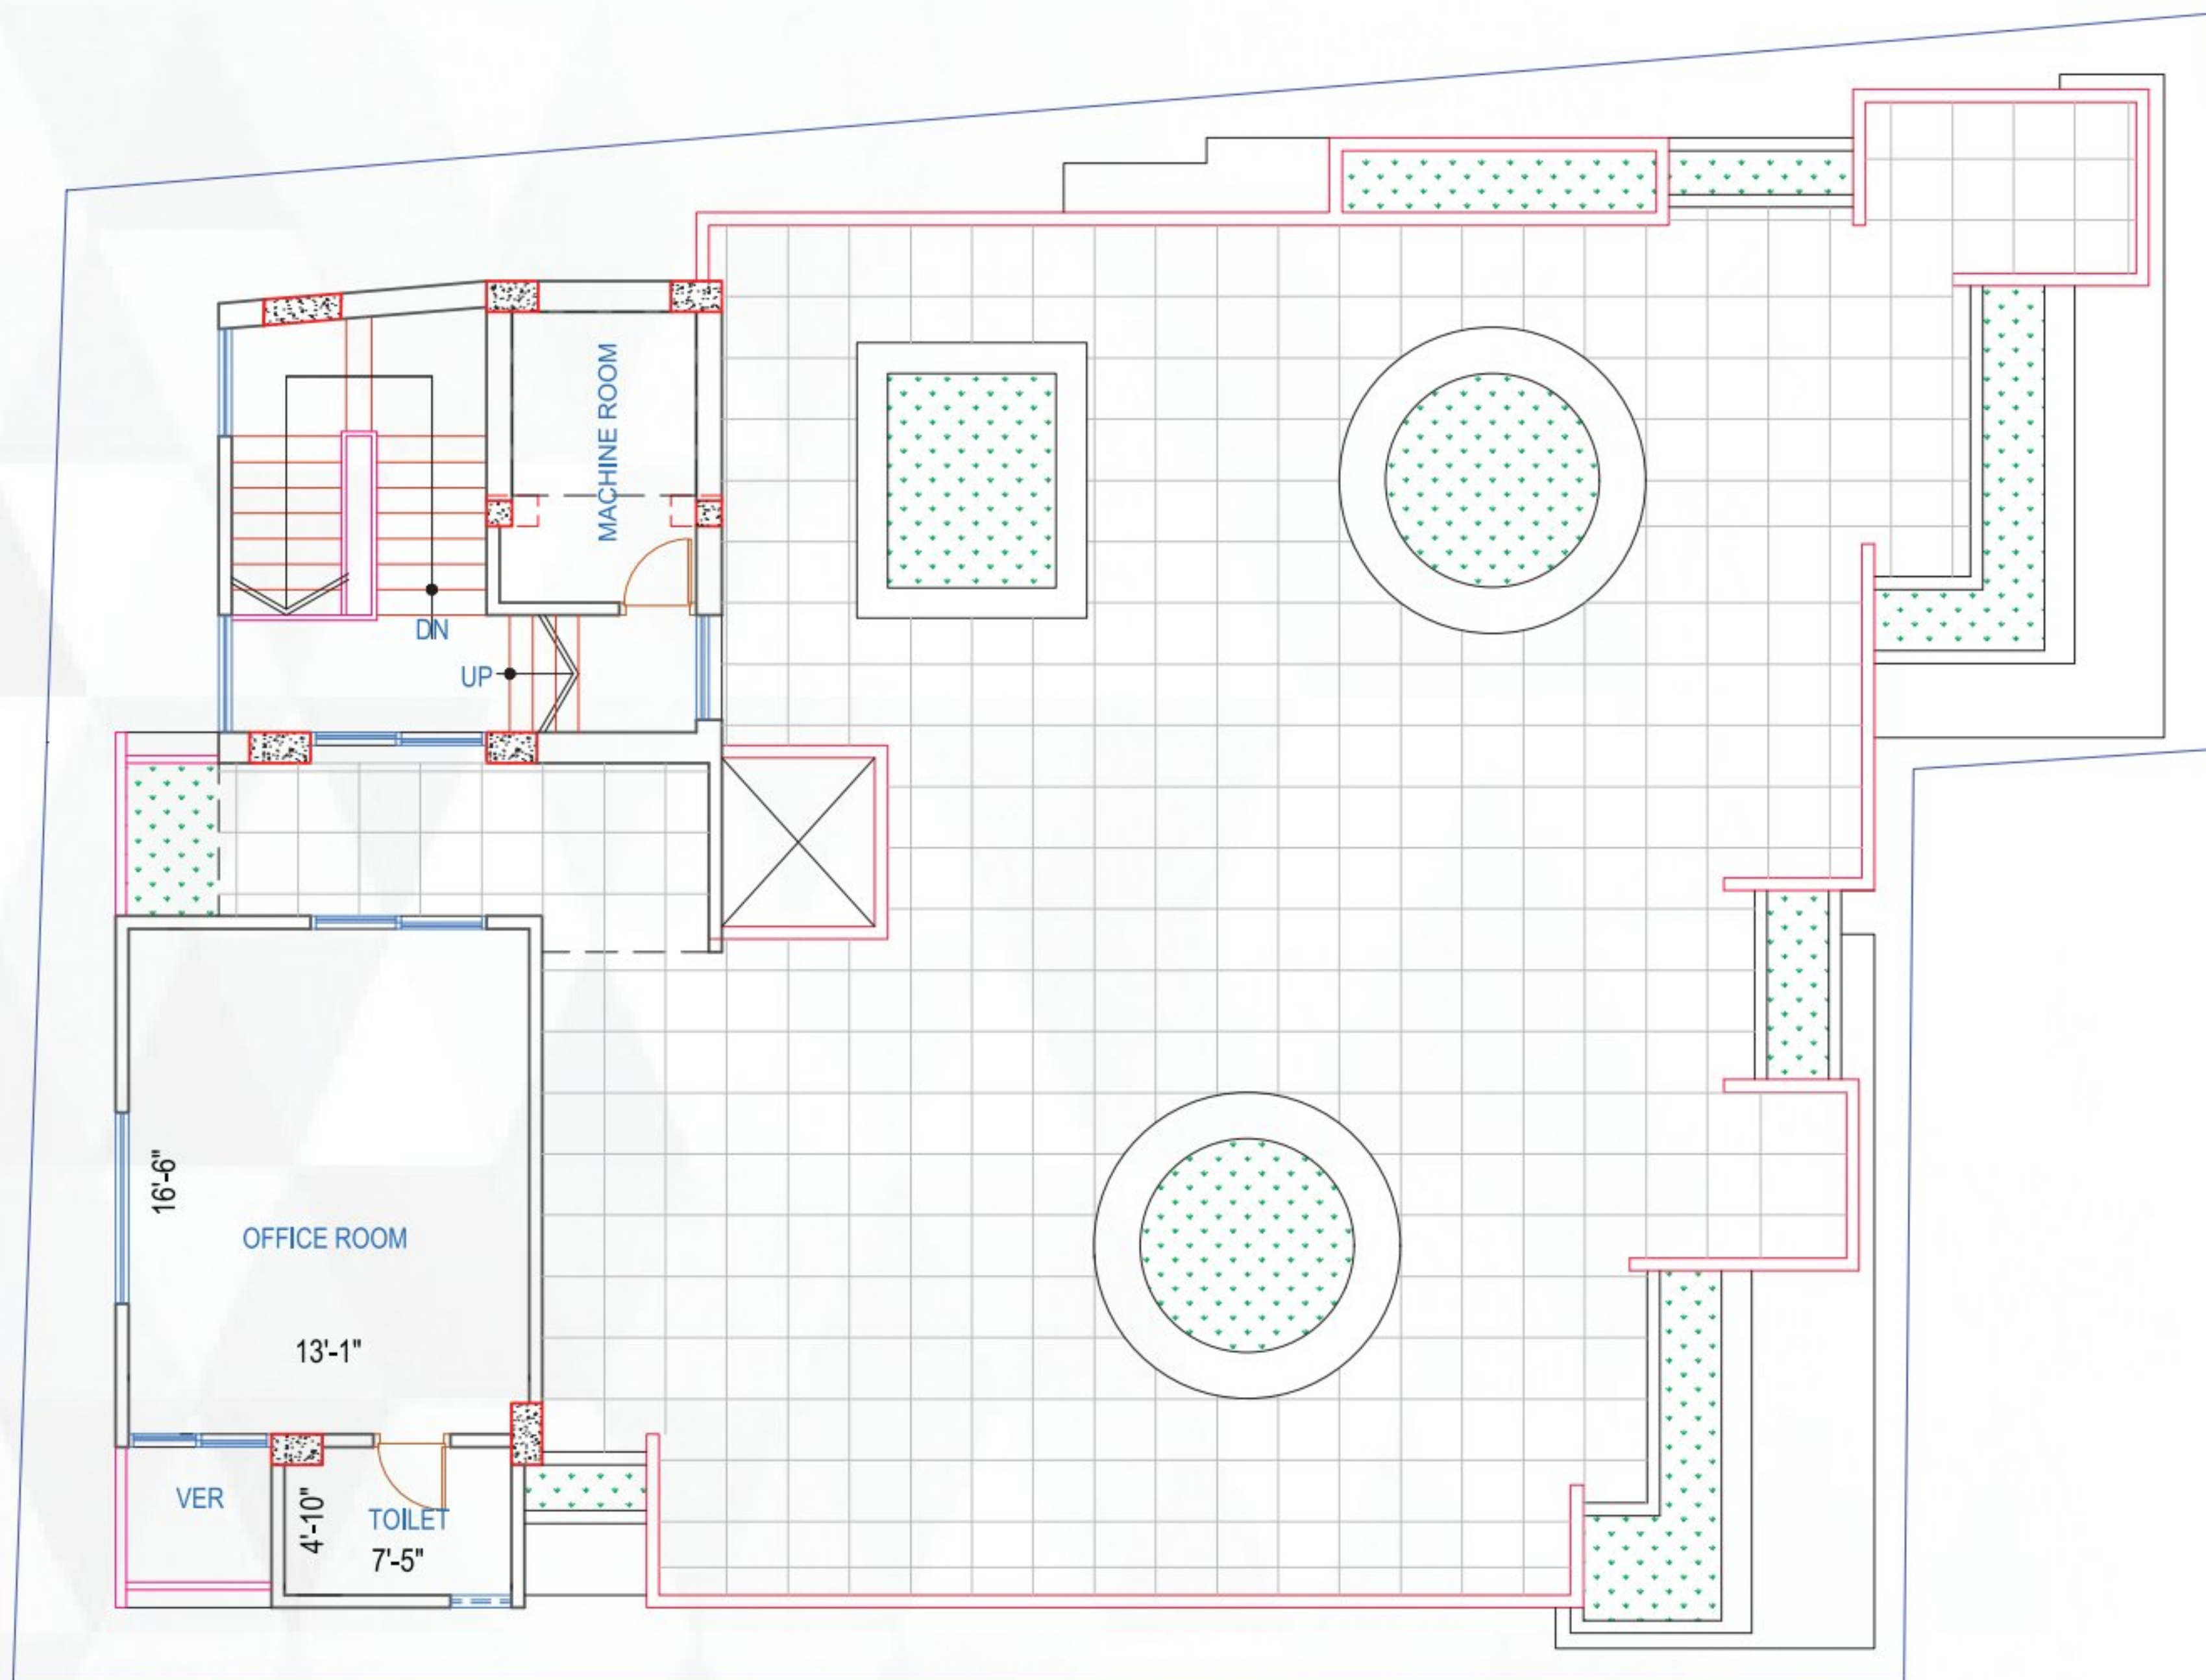 MACHINE ROOM
DN
UP
16'-6"
OFFICE ROOM
13'-1"
VER
4'-10"
TOILET
7'-5"